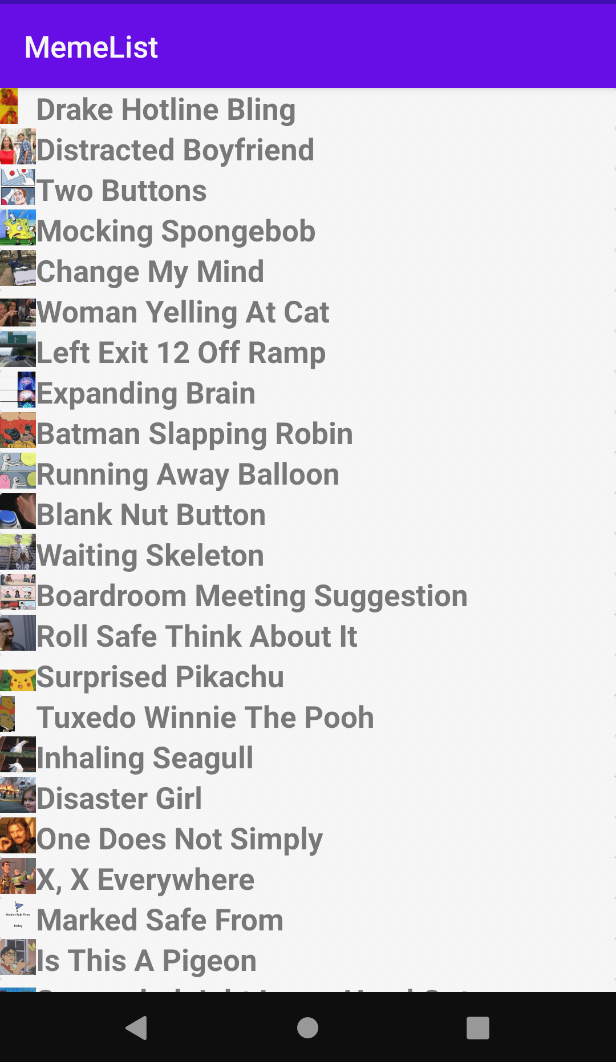 MemeList
Drake Hotline Bling
Distracted Boyfriend
Two Buttons
Mocking Spongebob
Change My Mind
Woman Yelling At Cat
Left Exit 12 Off Ramp
Expanding Brain
Batman Slapping Robin
Running Away Balloon
Blank Nut Button
Waiting Skeleton
Boardroom Meeting Suggestion
Roll Safe Think About It
Surprised Pikachu
Tuxedo Winnie The Pooh
Inhaling Seagull
Disaster Girl
One Does Not Simply
X, X Everywhere
Marked Safe From
Is This A Pigeon